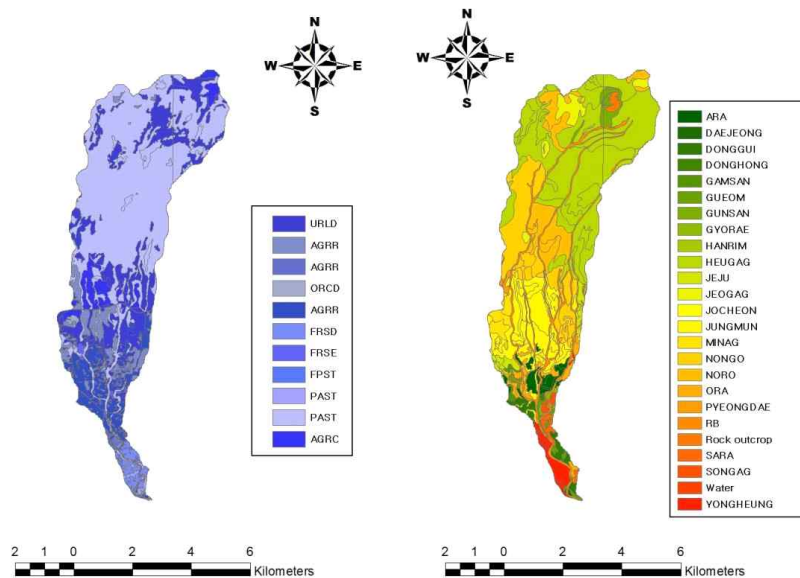 N
W E
S
N
W E
S
URLD
AGRR
AGRR
ORCD
AGRR
FRSD
FRSE
FPST
PAST
PAST
AGRC
ARA
DAEJEONG
DONGGUI
DONGHONG
GAMSAN
GUEOM
GUNSAN
GYORAE
HANRIM
HEUGAG
JEJU
JEOGAG
JOCHEON
JUNGMUN
MINAG
NONGO
NORO
ORA
PYEONGDAE
RB
Rock outcrop
SARA
SONGAG
Water
YONGHEUNG
2 1 0 2 4 6
Kilometers
2 1 0 2 4 6
Kilometers